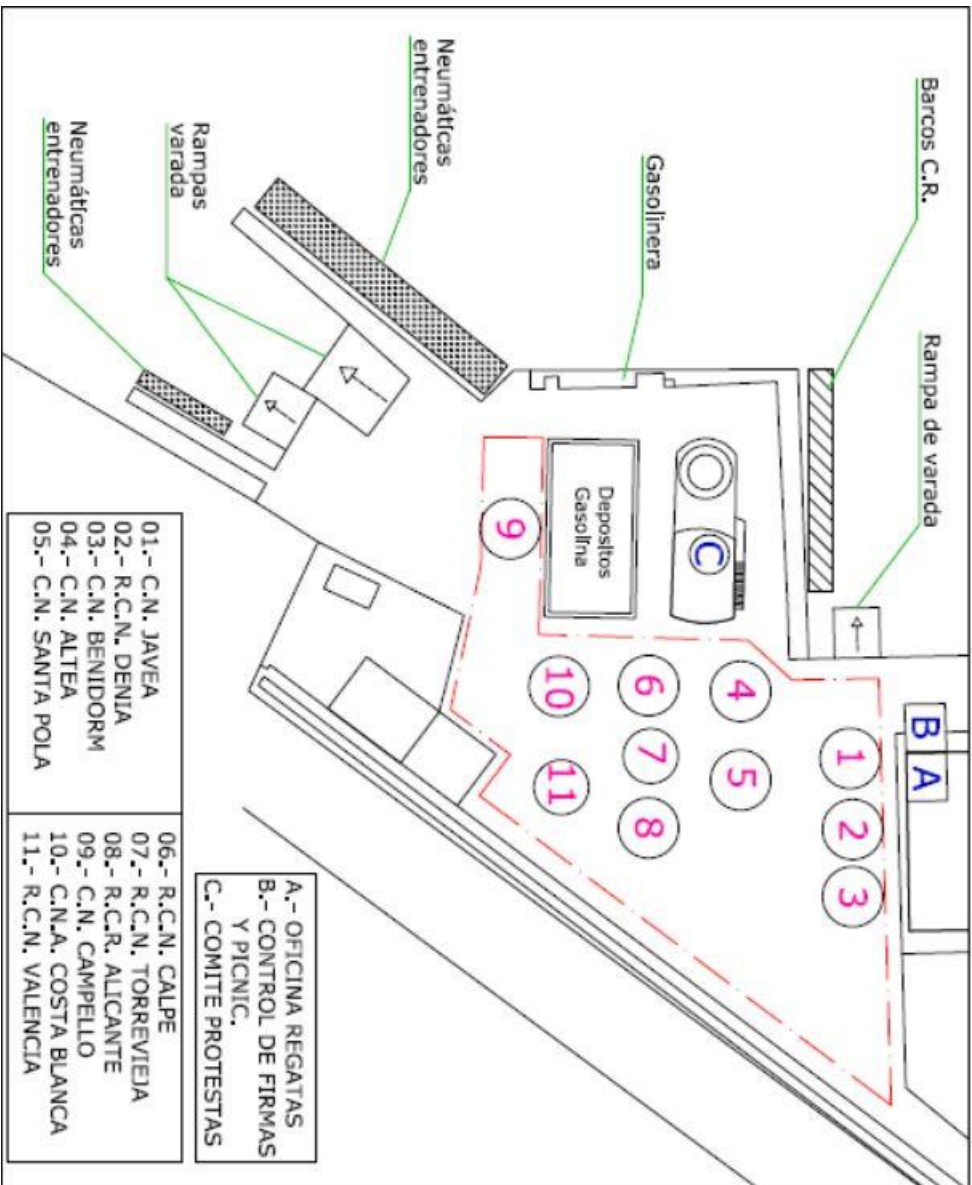 Barcos C.R.
Rampa de varada
B A
1 2 3
C
4 5
Gasolinera
6 7 8
Depositos
Gasolina
10 11
9
Neumáticas
entrenadores
Rampas
varada
Neumáticas
entrenadores
A.- OFICINA REGATAS
B.- CONTROL DE FIRMAS
Y PICNIC.
C.- COMITE PROTESTAS
01.- C.N. JAVEA
02.- R.C.N. DENIA
03.- C.N. BENIDORM
04.- C.N. ALTEA
05.- C.N. SANTA POLA
06.- R.C.N. CALPE
07.- R.C.N. TORREVIEJA
08.- R.C.R. ALICANTE
09.- C.N. CAMPELLO
10.- C.N.A. COSTA BLANCA
11.- R.C.N. VALENCIA